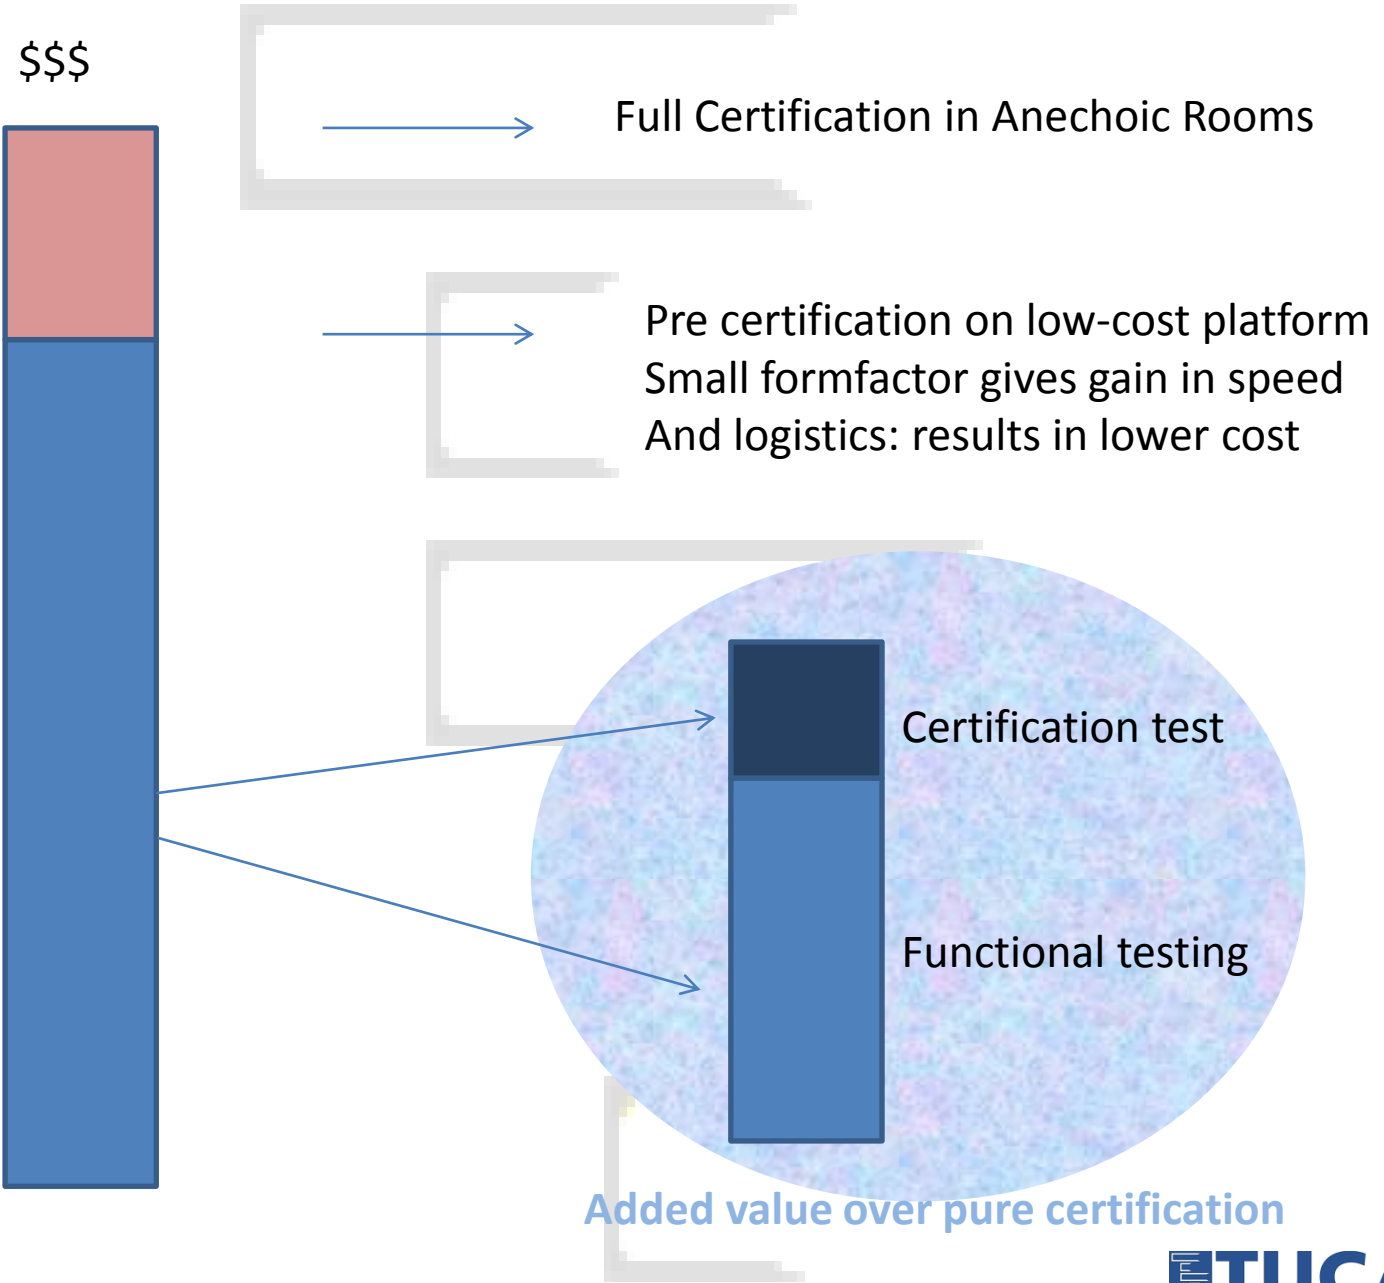 $$$
Full Certification in Anechoic Rooms
Pre certification on low-cost platform
Small formfactor gives gain in speed
And logistics: results in lower cost
Certification test
Functional testing
Added value over pure certification